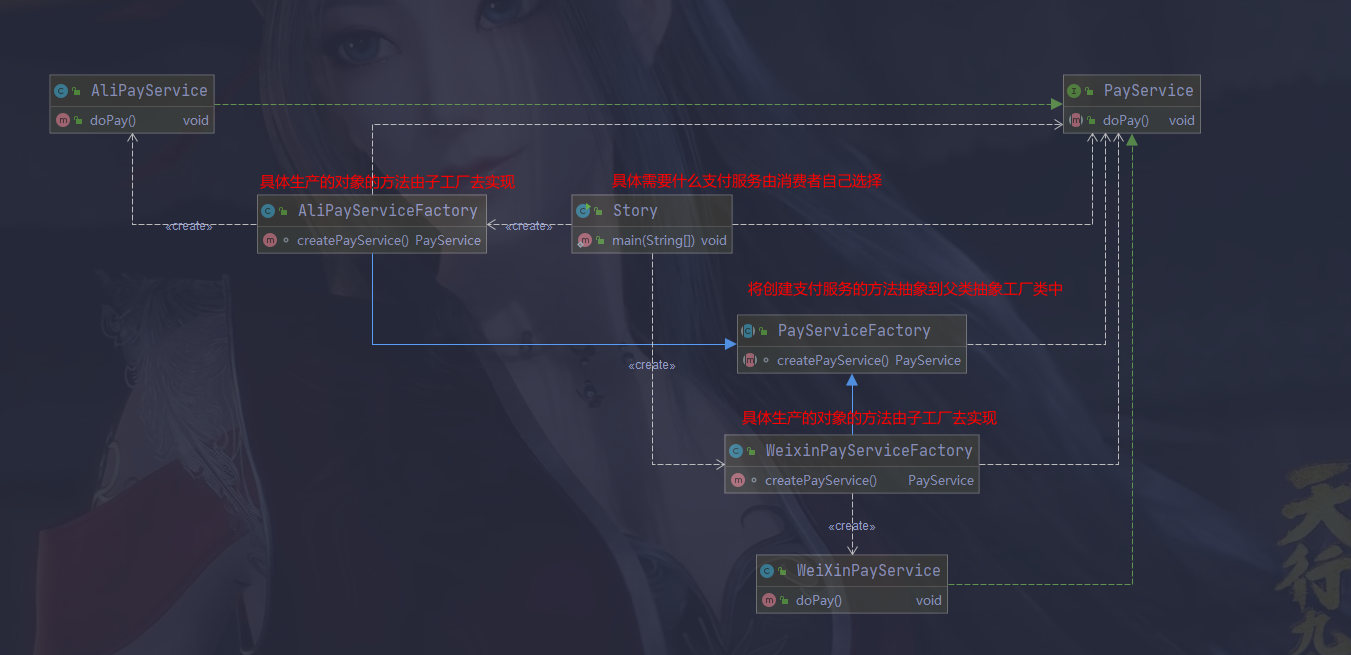 AliPayService
doPay() void
PayService
doPay() void
具体生产的对象的方法由子工厂去实现
具体需要什么支付服务由消费者自己选择
AliPayServiceFactory
createPayService() PayService
«create»
«create»
Story
main(String[]) void
将创建支付服务的方法抽象到父类抽象工厂类中
PayServiceFactory
createPayService() PayService
«create»
具体生产的对象的方法由子工厂去实现
WeixinPayServiceFactory
createPayService() PayService
«create»
WeiXinPayService
doPay() void
天行九